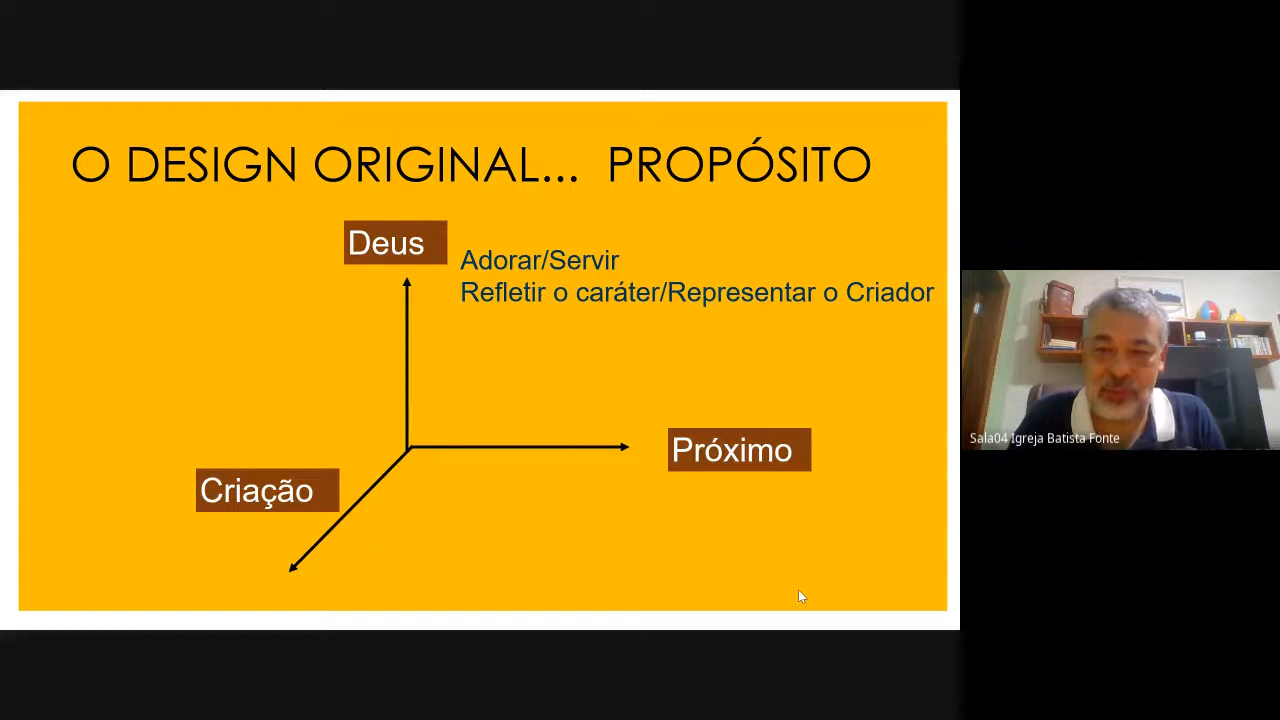 O DESIGN ORIGINAL... PROPÓSITO
Deus
Adorar/Servir
Refletir o caráter/Representar o Criador
Próximo
Criação
Sala04 Igreja Batista Fonte